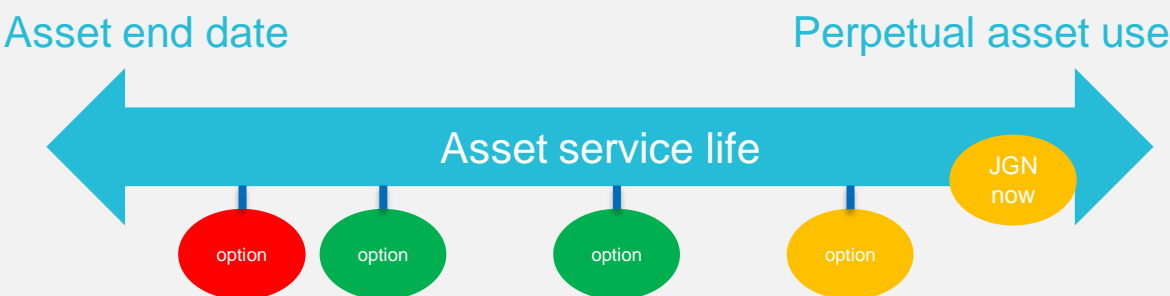 Asset end date
Perpetual asset use
Asset service life
JGN
now
option
option
option
option